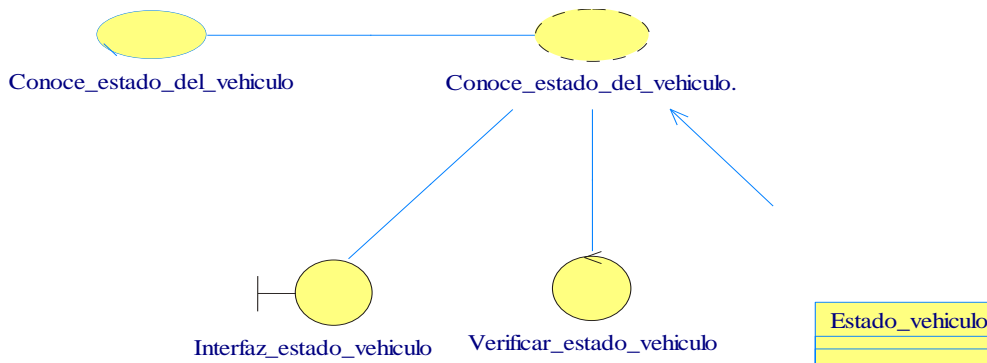 Conoce_estado_del_vehiculo
Conoce_estado_del_vehiculo.
Interfaz_estado_vehiculo
Verificar_estado_vehiculo
Estado_vehiculo